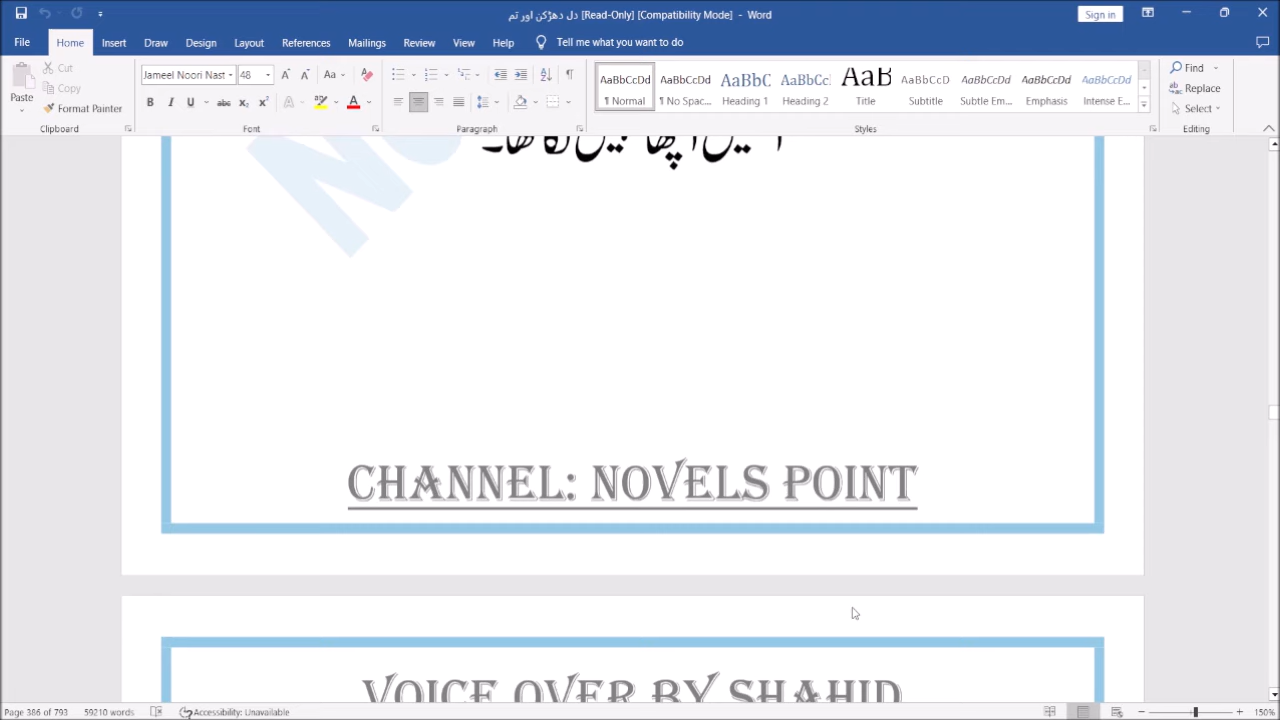 دل دھڑکن اور تم [Read-Only] [Compatibility Mode] - Word
Sign in
File Home Insert Draw Design Layout References Mailings Review View Help Tell me what you want to do
Paste
Cut
Copy
Format Painter
Clipboard
Jameel Noori Nast 48
Font
Paragraph
AaBbCcDd AaBbCcDd AaBbC AaBbCc AaB AaBbCcD AaBbCcDd AaBbCcDd AaBbCcDd
¶ Normal ¶ No Spac... Heading 1 Heading 2 Title Subtitle Subtle Em... Emphasis Intense E...
Styles
Find
Replace
Select
Editing
CHANNEL: NOVELS POINT
VOICE OVER BY SHAHID
Page 386 of 793 59210 words Accessibility: Unavailable 150%